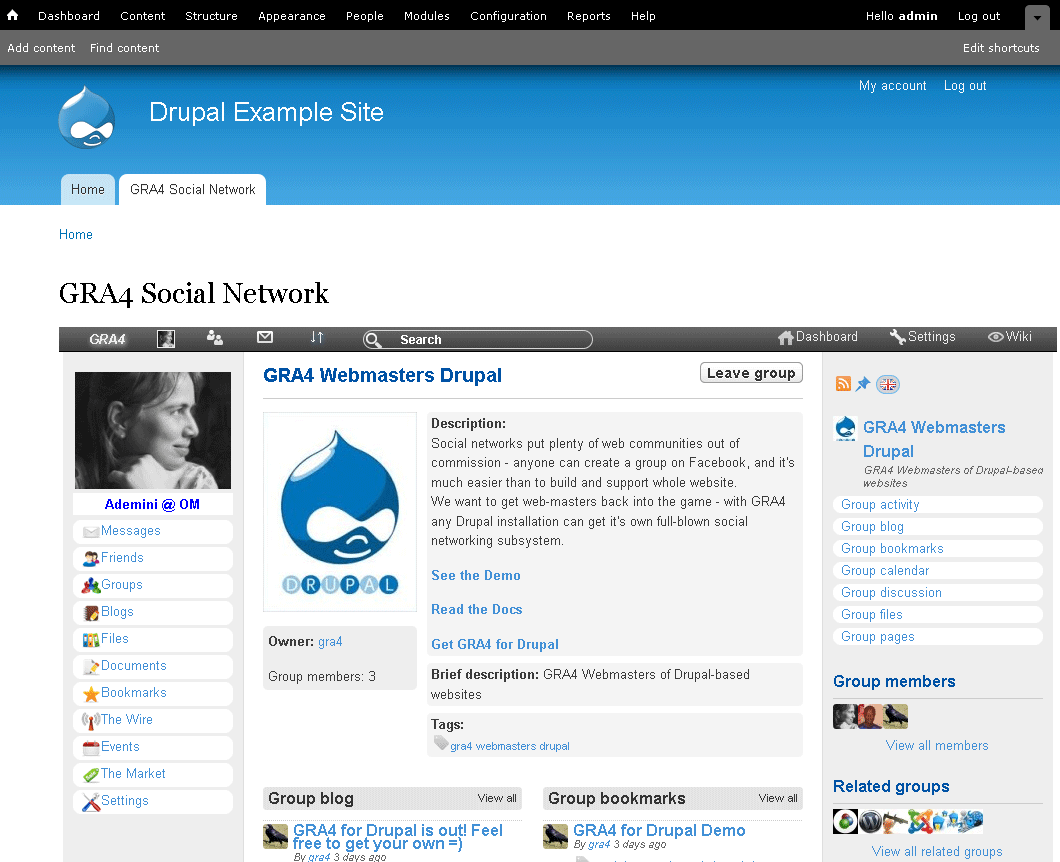 Dashboard Content Structure Appearance People Modules Configuration Reports Help Hello admin Log out
Add content Find content Edit shortcuts
My account Log out
Drupal Example Site
Home GRA4 Social Network
Home
GRA4 Social Network
GRA4 Search Dashboard Settings Wiki
Ademini @ OM
Messages
Friends
Groups
Blogs
Files
Documents
Bookmarks
The Wire
Events
The Market
Settings
GRA4 Webmasters Drupal Leave group
DRUPAL
Owner: gra4
Group members: 3
Description:
Social networks put plenty of web communities out of
commission - anyone can create a group on Facebook, and it's
much easier than to build and support whole website.
We want to get web-masters back into the game - with GRA4
any Drupal installation can get it's own full-blown social
networking subsystem.
See the Demo
Read the Docs
Get GRA4 for Drupal
Brief description: GRA4 Webmasters of Drupal-based
websites
Tags:
gra4 webmasters drupal
Group blog View all
GRA4 for Drupal is out! Feel
free to get your own =)
By gra4 3 days ago
Group bookmarks View all
GRA4 for Drupal Demo
By gra4 3 days ago
GRA4 Webmasters
Drupal
GRA4 Webmasters of Drupal-based
websites
Group activity
Group blog
Group bookmarks
Group calendar
Group discussion
Group files
Group pages
Group members
View all members
Related groups
View all related groups